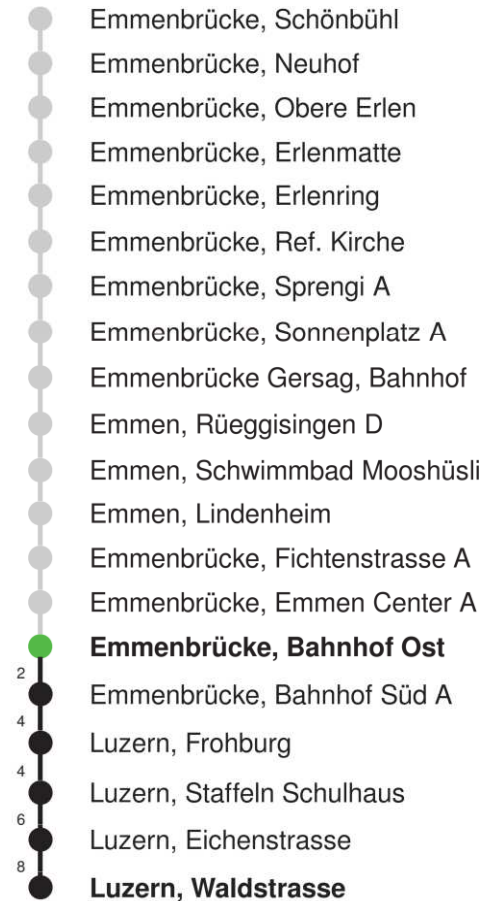 Emmenbrücke, Schönbühl
Emmenbrücke, Neuhof
Emmenbrücke, Obere Erlen
Emmenbrücke, Erlenmatte
Emmenbrücke, Erlenring
Emmenbrücke, Ref. Kirche
Emmenbrücke, Sprengi A
Emmenbrücke, Sonnenplatz A
Emmenbrücke Gersag, Bahnhof
Emmen, Rüeggisingen D
Emmen, Schwimmbad Mooshüsli
Emmen, Lindenheim
Emmenbrücke, Fichtenstrasse A
Emmenbrücke, Emmen Center A
Emmenbrücke, Bahnhof Ost
2
Emmenbrücke, Bahnhof Süd A
4
Luzern, Frohburg
4
Luzern, Staffeln Schulhaus
6
Luzern, Eichenstrasse
8
Luzern, Waldstrasse